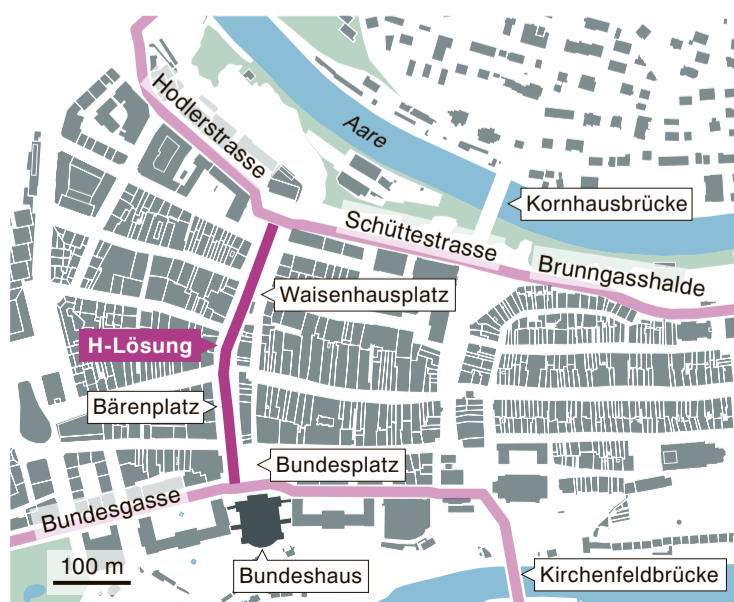 Hodlerstrasse
Aare
Kornhausbrücke
Schüttestrasse
Brunngasshalde
Waisenhausplatz
H-Lösung
Bärenplatz
Bundesplatz
Bundesgasse
100 m
Bundeshaus
Kirchenfeldbrücke